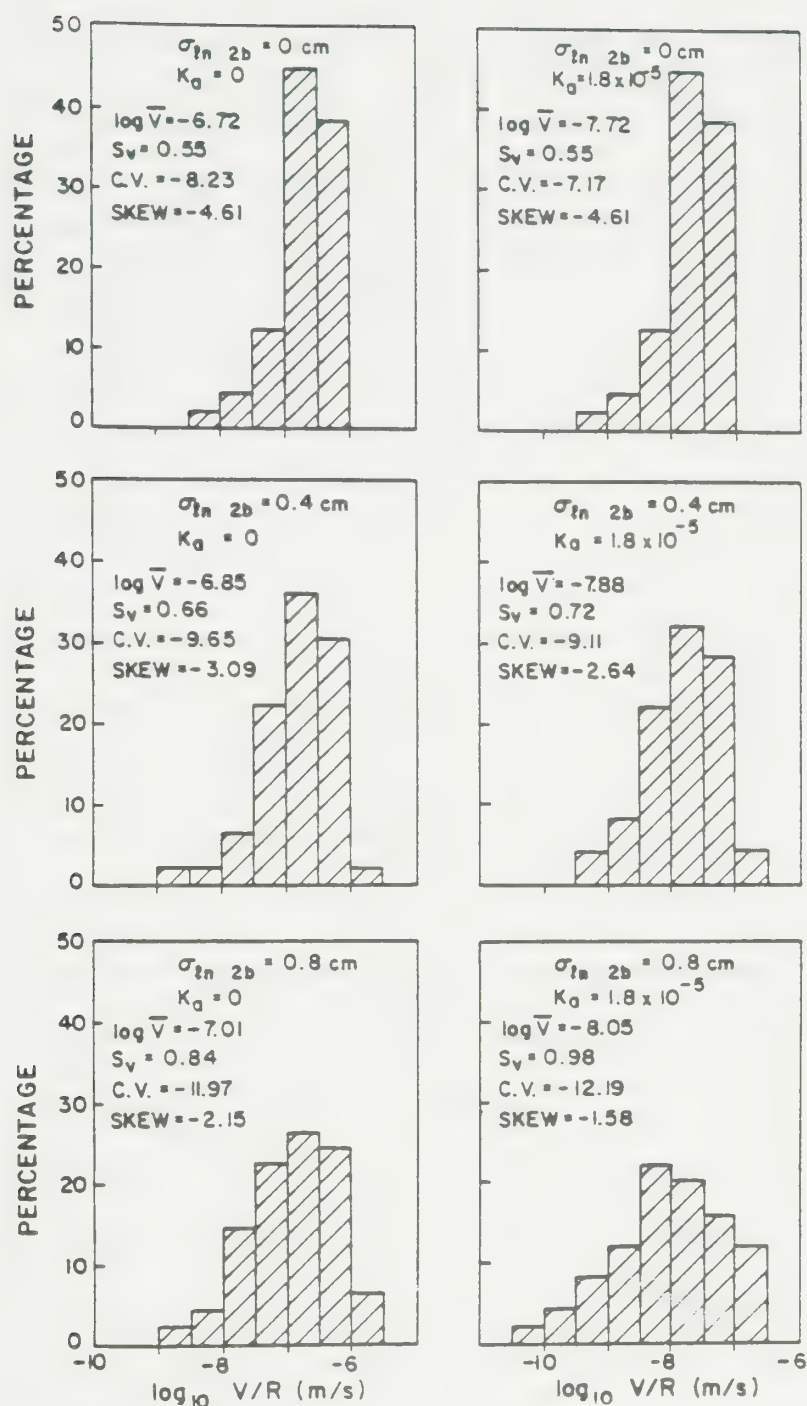 50
40
30
20
10
0
PERCENTAGE
σℓn 2b = 0 cm
Ka = 0
log V̅ = -6.72
Sv = 0.55
C.V. = -8.23
SKEW = -4.61
σℓn 2b = 0 cm
Ka = 1.8 x 10⁻⁵
log V̅ = -7.72
Sv = 0.55
C.V. = -7.17
SKEW = -4.61
50
40
30
20
10
0
PERCENTAGE
σℓn 2b = 0.4 cm
Ka = 0
log V̅ = -6.85
Sv = 0.66
C.V. = -9.65
SKEW = -3.09
σℓn 2b = 0.4 cm
Ka = 1.8 x 10⁻⁵
log V̅ = -7.88
Sv = 0.72
C.V. = -9.11
SKEW = -2.64
50
40
30
20
10
0
PERCENTAGE
σℓn 2b = 0.8 cm
Ka = 0
log V̅ = -7.01
Sv = 0.84
C.V. = -11.97
SKEW = -2.15
-10 -8 -6
log₁₀ V/R (m/s)
σℓn 2b = 0.8 cm
Ka = 1.8 x 10⁻⁵
log V̅ = -8.05
Sv = 0.98
C.V. = -12.19
SKEW = -1.58
-10 -8 -6
log₁₀ V/R (m/s)